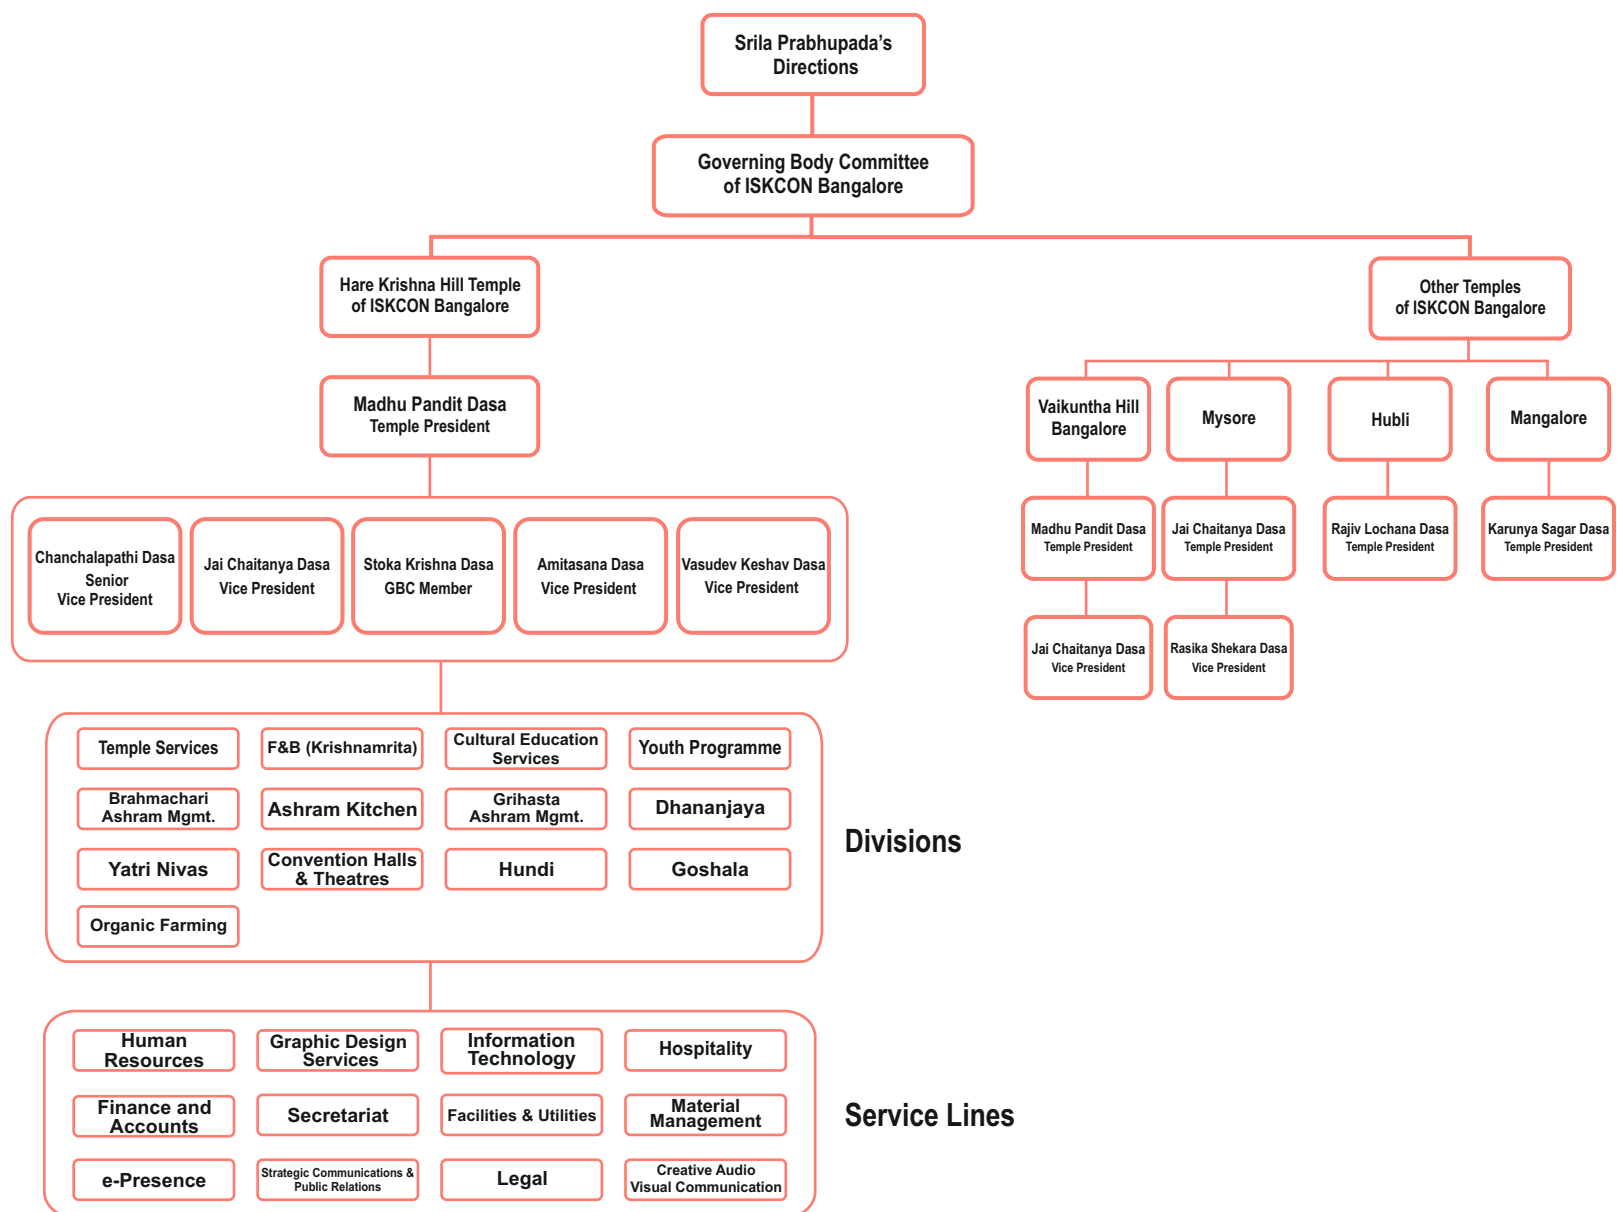 Srila Prabhupada's
Directions
Governing Body Committee
of ISKCON Bangalore
Hare Krishna Hill Temple
of ISKCON Bangalore
Other Temples
of ISKCON Bangalore
Madhu Pandit Dasa
Temple President
Vaikuntha Hill
Bangalore
Mysore
Hubli
Mangalore
Madhu Pandit Dasa
Temple President
Jai Chaitanya Dasa
Temple President
Rajiv Lochana Dasa
Temple President
Karunya Sagar Dasa
Temple President
Jai Chaitanya Dasa
Vice President
Rasika Shekara Dasa
Vice President
Chanchalapathi Dasa
Senior
Vice President
Jai Chaitanya Dasa
Vice President
Stoka Krishna Dasa
GBC Member
Amitasana Dasa
Vice President
Vasudev Keshav Dasa
Vice President
Temple Services
F&B (Krishnamrita)
Cultural Education
Services
Youth Programme
Brahmachari
Ashram Mgmt.
Ashram Kitchen
Grihasta
Ashram Mgmt.
Dhananjaya
Yatri Nivas
Convention Halls
& Theatres
Hundi
Goshala
Organic Farming
Divisions
Human
Resources
Graphic Design
Services
Information
Technology
Hospitality
Finance and
Accounts
Secretariat
Facilities & Utilities
Material
Management
e-Presence
Strategic Communications &
Public Relations
Legal
Creative Audio
Visual Communication
Service Lines